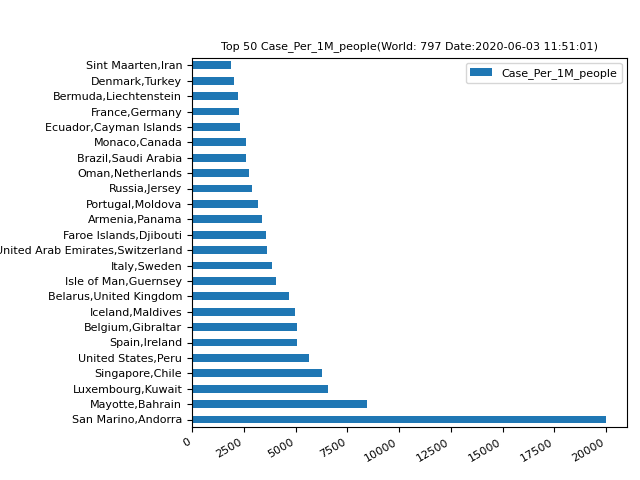 Top 50 Case_Per_1M_people(World: 797 Date:2020-06-03 11:51:01)
Case_Per_1M_people
Sint Maarten,Iran
Denmark,Turkey
Bermuda,Liechtenstein
France,Germany
Ecuador,Cayman Islands
Monaco,Canada
Brazil,Saudi Arabia
Oman,Netherlands
Russia,Jersey
Portugal,Moldova
Armenia,Panama
Faroe Islands,Djibouti
United Arab Emirates,Switzerland
Italy,Sweden
Isle of Man,Guernsey
Belarus,United Kingdom
Iceland,Maldives
Belgium,Gibraltar
Spain,Ireland
United States,Peru
Singapore,Chile
Luxembourg,Kuwait
Mayotte,Bahrain
San Marino,Andorra
0 2500 5000 7500 10000 12500 15000 17500 20000